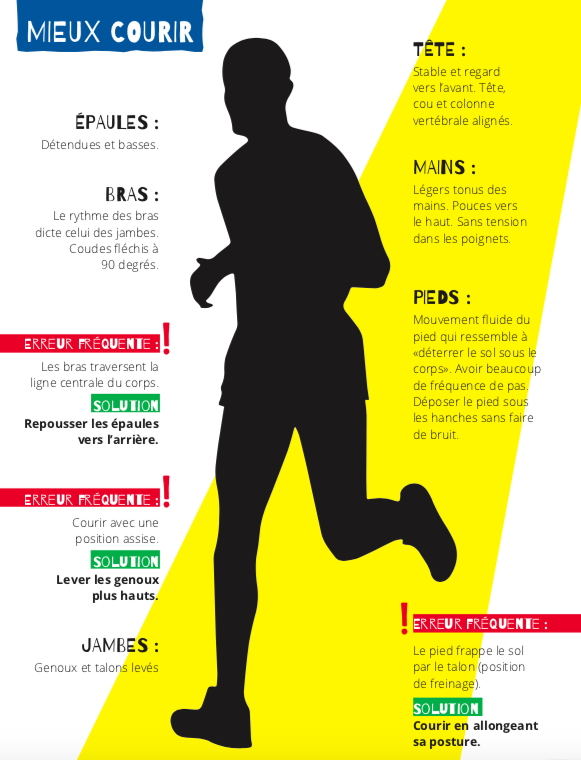 MIEUX COURIR
ÉPAULES :
Détendues et basses.
BRAS :
Le rythme des bras
dicte celui des jambes.
Coudes fléchis à
90 degrés.
! ERREUR FRÉQUENTE :
Les bras traversent la
ligne centrale du corps.
SOLUTION
Repousser les épaules
vers l’arrière.
! ERREUR FRÉQUENTE :
Courir avec une
position assise.
SOLUTION
Lever les genoux
plus hauts.
JAMBES :
Genoux et talons levés
TÊTE :
Stable et regard
vers l’avant. Tête,
cou et colonne
vertébrale alignés.
MAINS :
Légers tonus des
mains. Pouces vers
le haut. Sans tension
dans les poignets.
PIEDS :
Mouvement fluide du
pied qui ressemble à
«déterrer le sol sous le
corps». Avoir beaucoup
de fréquence de pas.
Déposer le pied sous
les hanches sans faire
de bruit.
! ERREUR FRÉQUENTE :
Le pied frappe le sol
par le talon (position
de freinage).
SOLUTION
Courir en allongeant
sa posture.